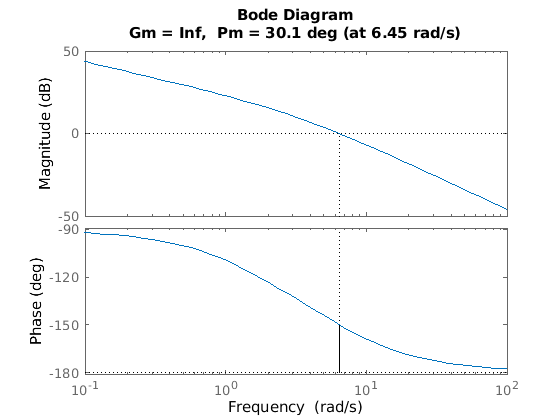 Bode Diagram
Gm = Inf,  Pm = 30.1 deg (at 6.45 rad/s)
50
0
-50
Magnitude (dB)
-90
-120
-150
-180
Phase (deg)
10^-1
10^0
10^1
10^2
Frequency  (rad/s)